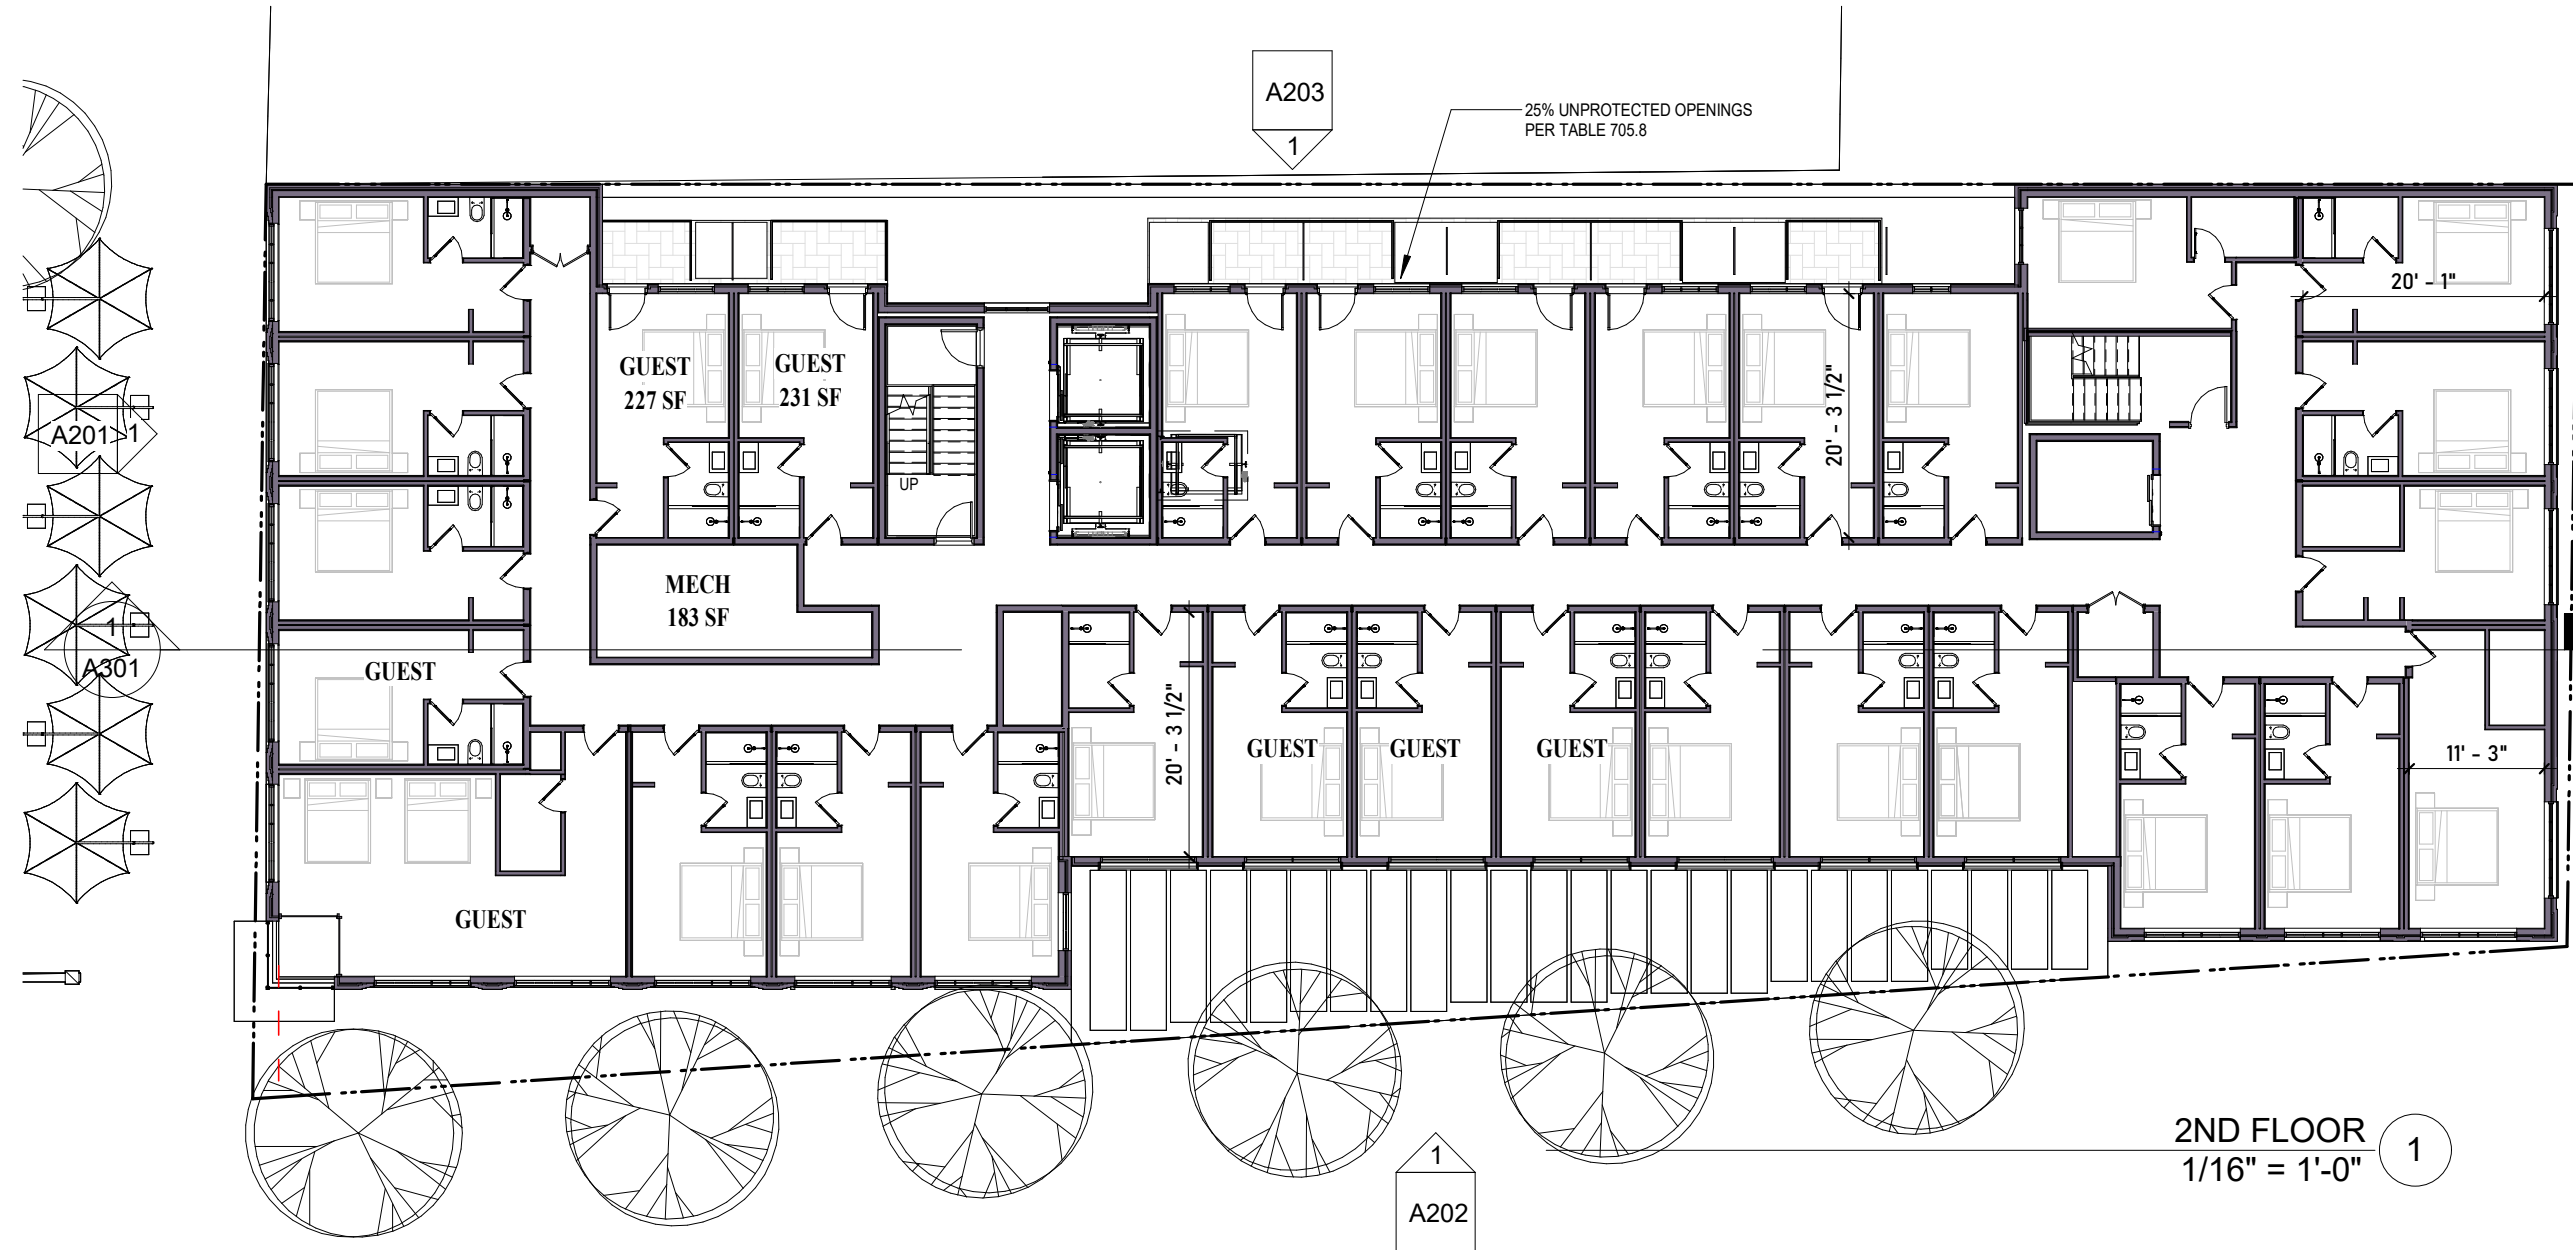 A203
1
25% UNPROTECTED OPENINGS
PER TABLE 705.8
20' - 1"
GUEST
227 SF
GUEST
231 SF
20' - 3 1/2"
A201
1
UP
MECH
183 SF
1
A301
GUEST
20' - 3 1/2"
GUEST
GUEST
GUEST
11' - 3"
GUEST
2ND FLOOR
1/16" = 1'-0"
1
1
A202